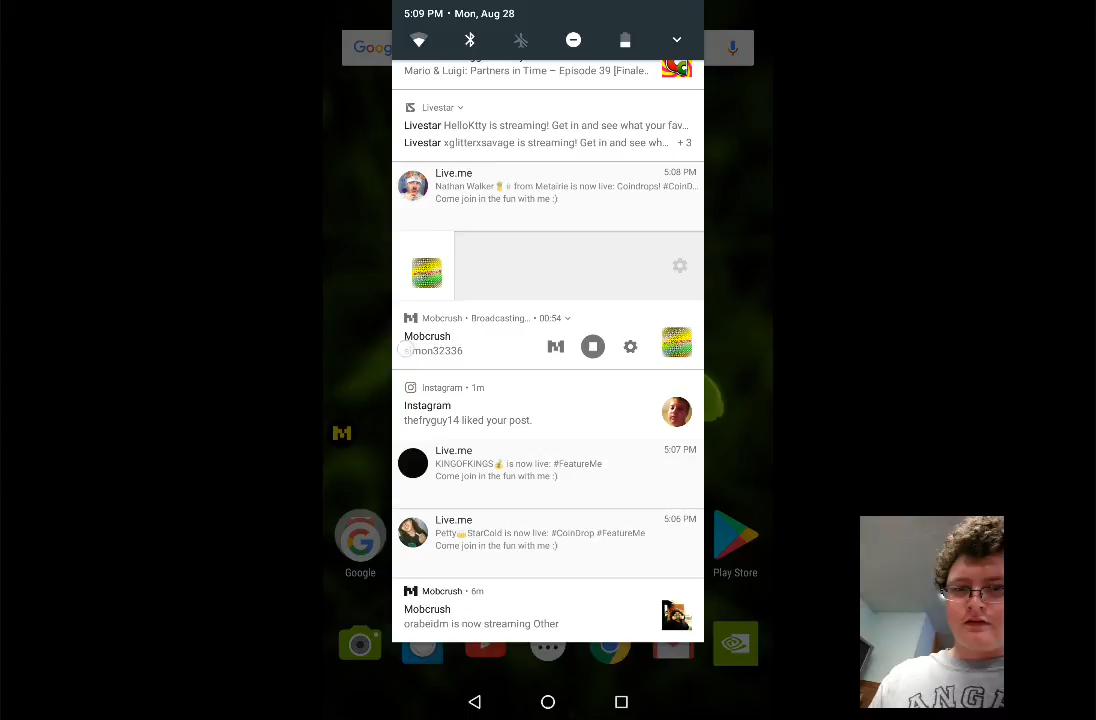 5:09 PM • Mon, Aug 28
Goog
Mario & Luigi: Partners in Time – Episode 39 [Finale..
Livestar
Livestar HelloKtty is streaming! Get in and see what your fav...
Livestar xglitterxsavage is streaming! Get in and see wh... + 3
Live.me 5:08 PM
Nathan Walker from Metairie is now live: Coindrops! #CoinD...
Come join in the fun with me :)
Mobcrush • Broadcasting... • 00:54
Mobcrush
simon32336
Instagram • 1m
Instagram
thefryguy14 liked your post.
Live.me 5:07 PM
KINGOFKINGS💰 is now live: #FeatureMe
Come join in the fun with me :)
Live.me 5:06 PM
Petty👑StarCold is now live: #CoinDrop #FeatureMe
Come join in the fun with me :)
Google
Play Store
Mobcrush • 6m
Mobcrush
orabeidm is now streaming Other
ANG